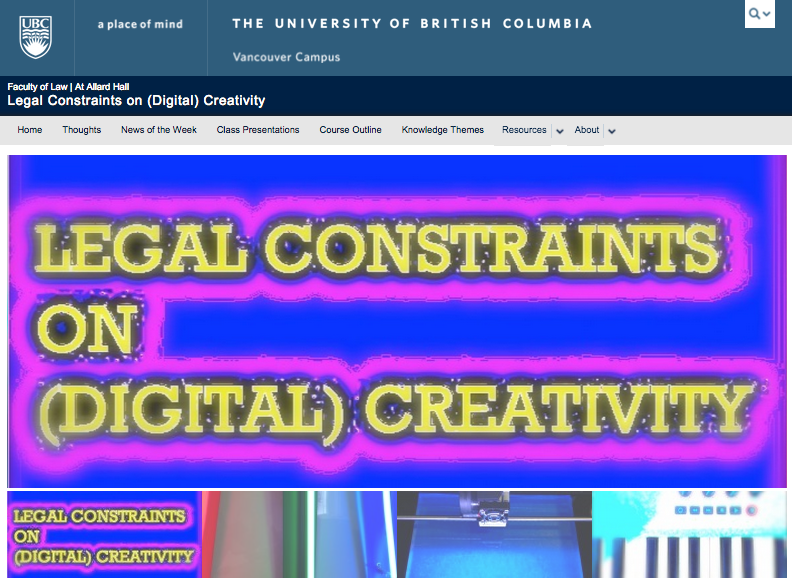 UBC
a place of mind
THE UNIVERSITY OF BRITISH COLUMBIA
Vancouver Campus
Faculty of Law | At Allard Hall
Legal Constraints on (Digital) Creativity
Home Thoughts News of the Week Class Presentations Course Outline Knowledge Themes Resources About
LEGAL CONSTRAINTS
ON
(DIGITAL) CREATIVITY
LEGAL CONSTRAINTS
ON
(DIGITAL) CREATIVITY